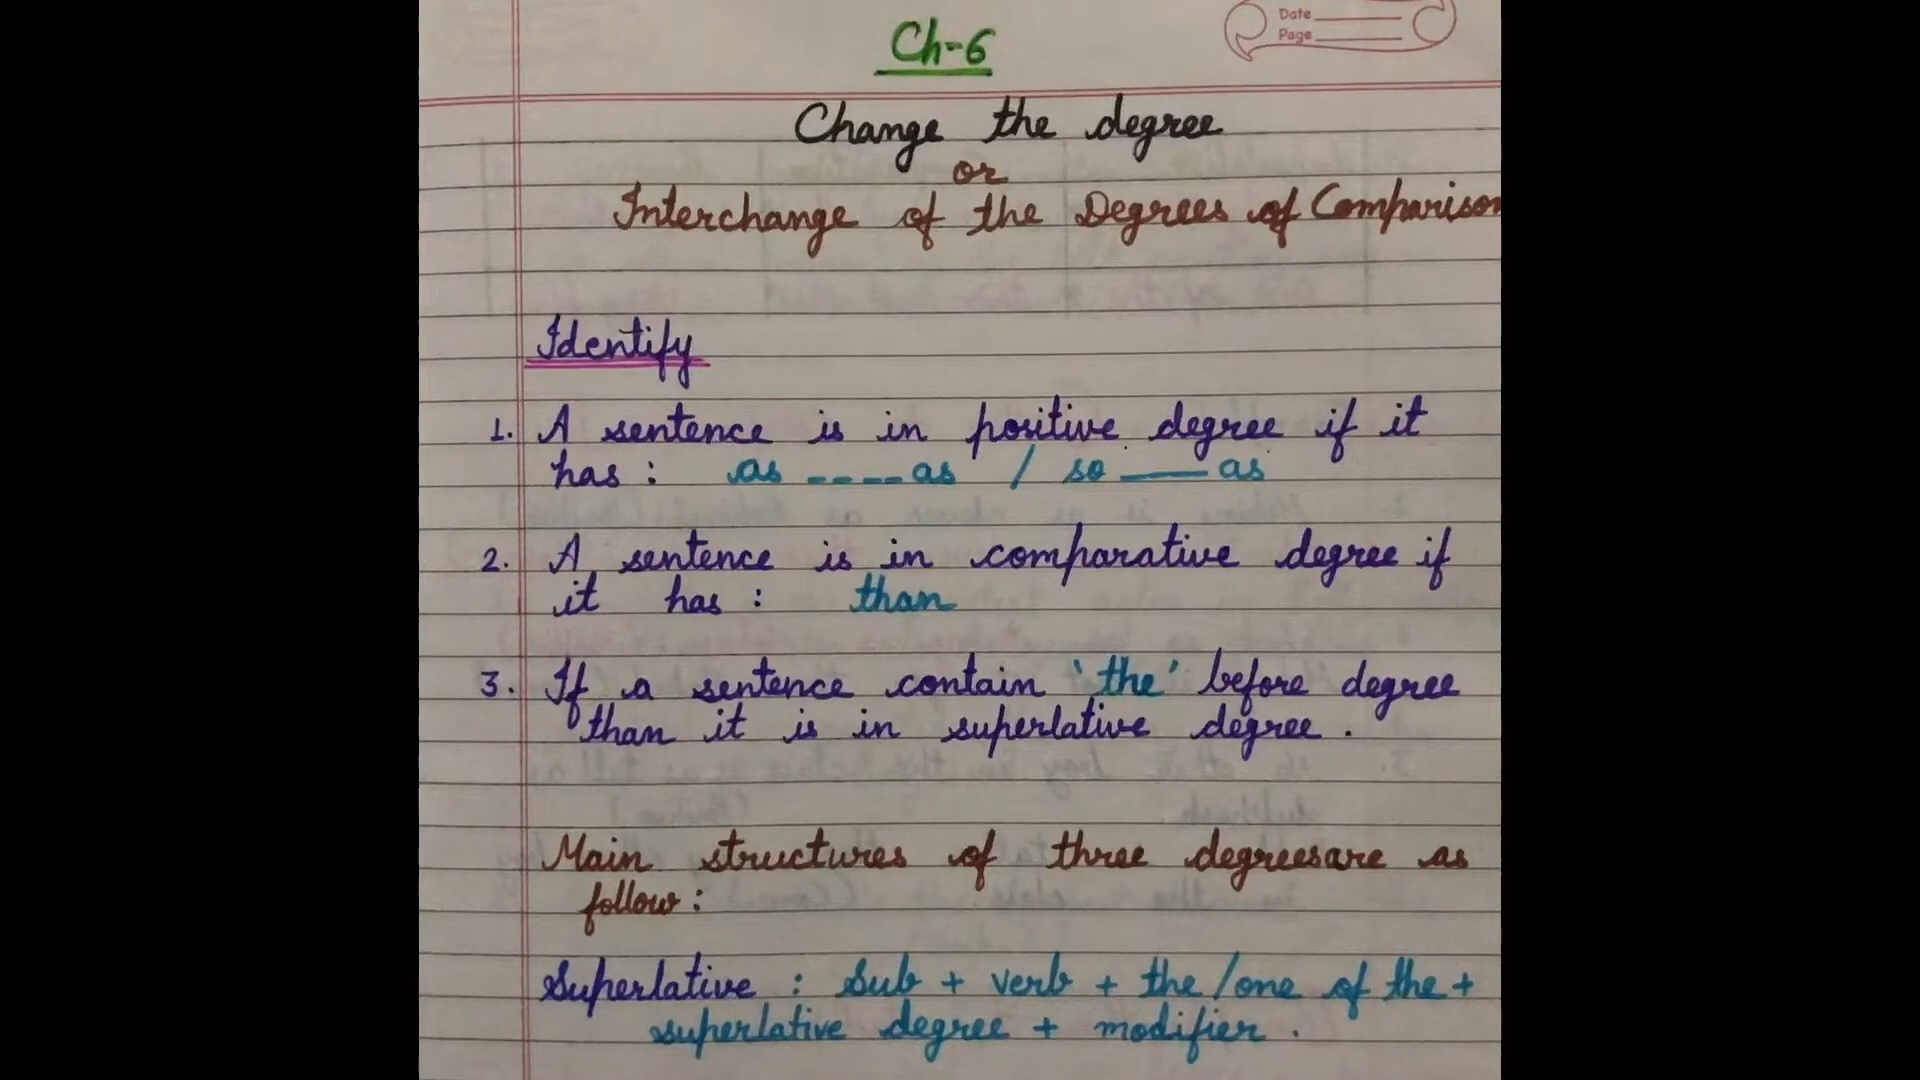 Date
Page
Ch-6
Change the degree
or
Interchange of the Degrees of Comparison
Identify
1. A sentence is in positive degree if it
has : as ---- as / so ___ as
2. A sentence is in comparative degree if
it has : than
3. If a sentence contain 'the' before degree
than it is in superlative degree .
Main structures of three degreesare as
follow :
Superlative : Sub + verb + the / one of the +
superlative degree + modifier .